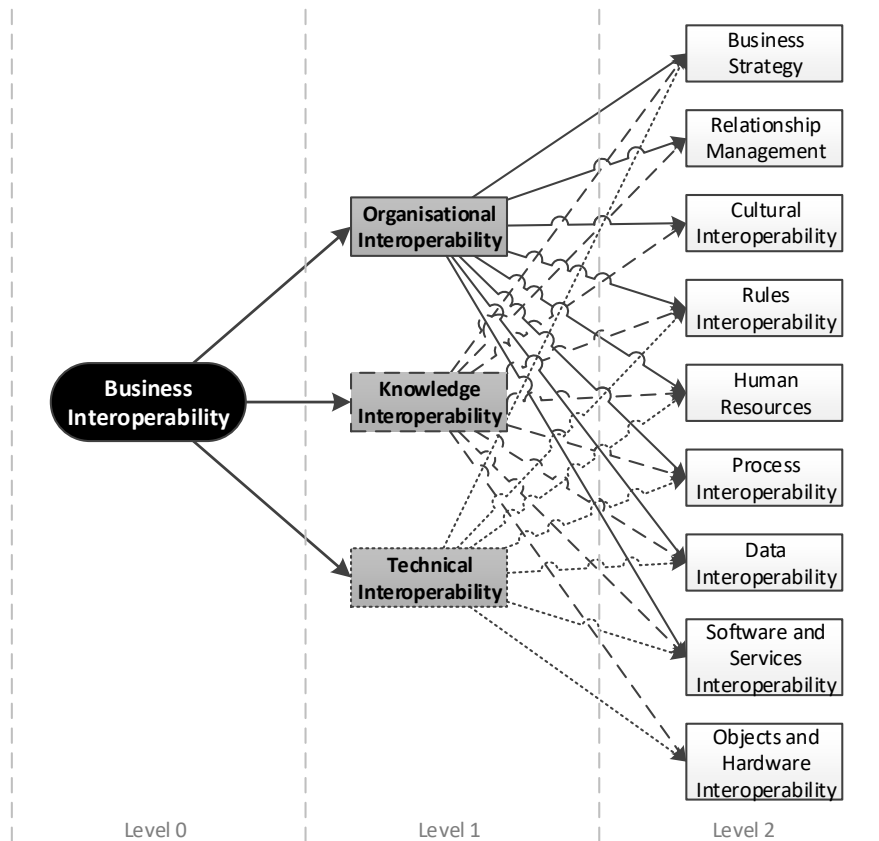 Business
Interoperability
Organisational
Interoperability
Knowledge
Interoperability
Technical
Interoperability
Business
Strategy
Relationship
Management
Cultural
Interoperability
Rules
Interoperability
Human
Resources
Process
Interoperability
Data
Interoperability
Software and
Services
Interoperability
Objects and
Hardware
Interoperability
Level 0
Level 1
Level 2